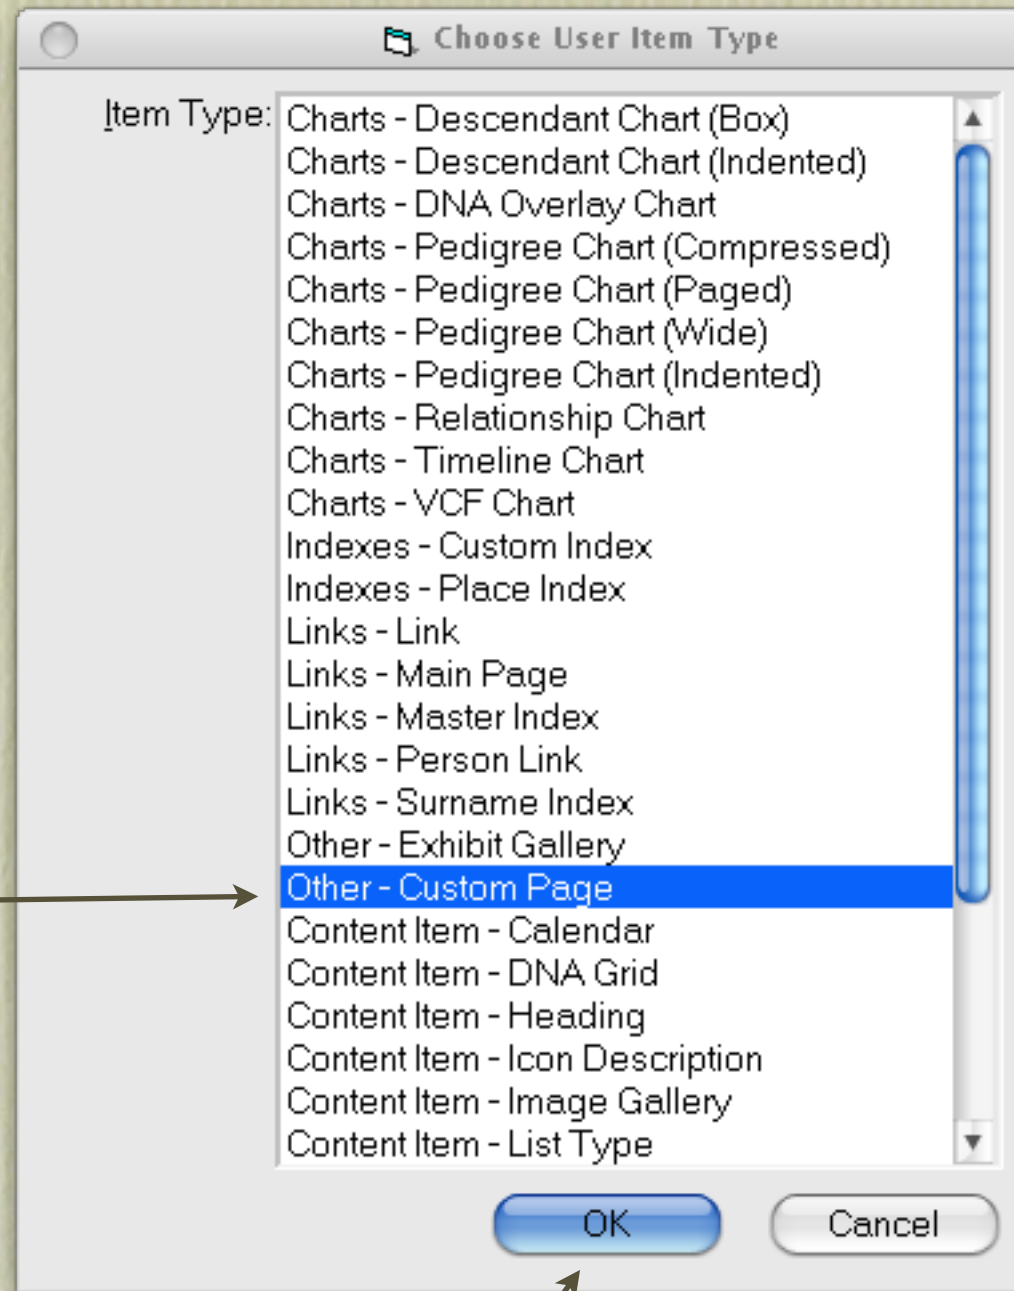 Choose User Item Type
Item Type:
Charts - Descendant Chart (Box)
Charts - Descendant Chart (Indented)
Charts - DNA Overlay Chart
Charts - Pedigree Chart (Compressed)
Charts - Pedigree Chart (Paged)
Charts - Pedigree Chart (Wide)
Charts - Pedigree Chart (Indented)
Charts - Relationship Chart
Charts - Timeline Chart
Charts - VCF Chart
Indexes - Custom Index
Indexes - Place Index
Links - Link
Links - Main Page
Links - Master Index
Links - Person Link
Links - Surname Index
Other - Exhibit Gallery
Other - Custom Page
Content Item - Calendar
Content Item - DNA Grid
Content Item - Heading
Content Item - Icon Description
Content Item - Image Gallery
Content Item - List Type
OK Cancel